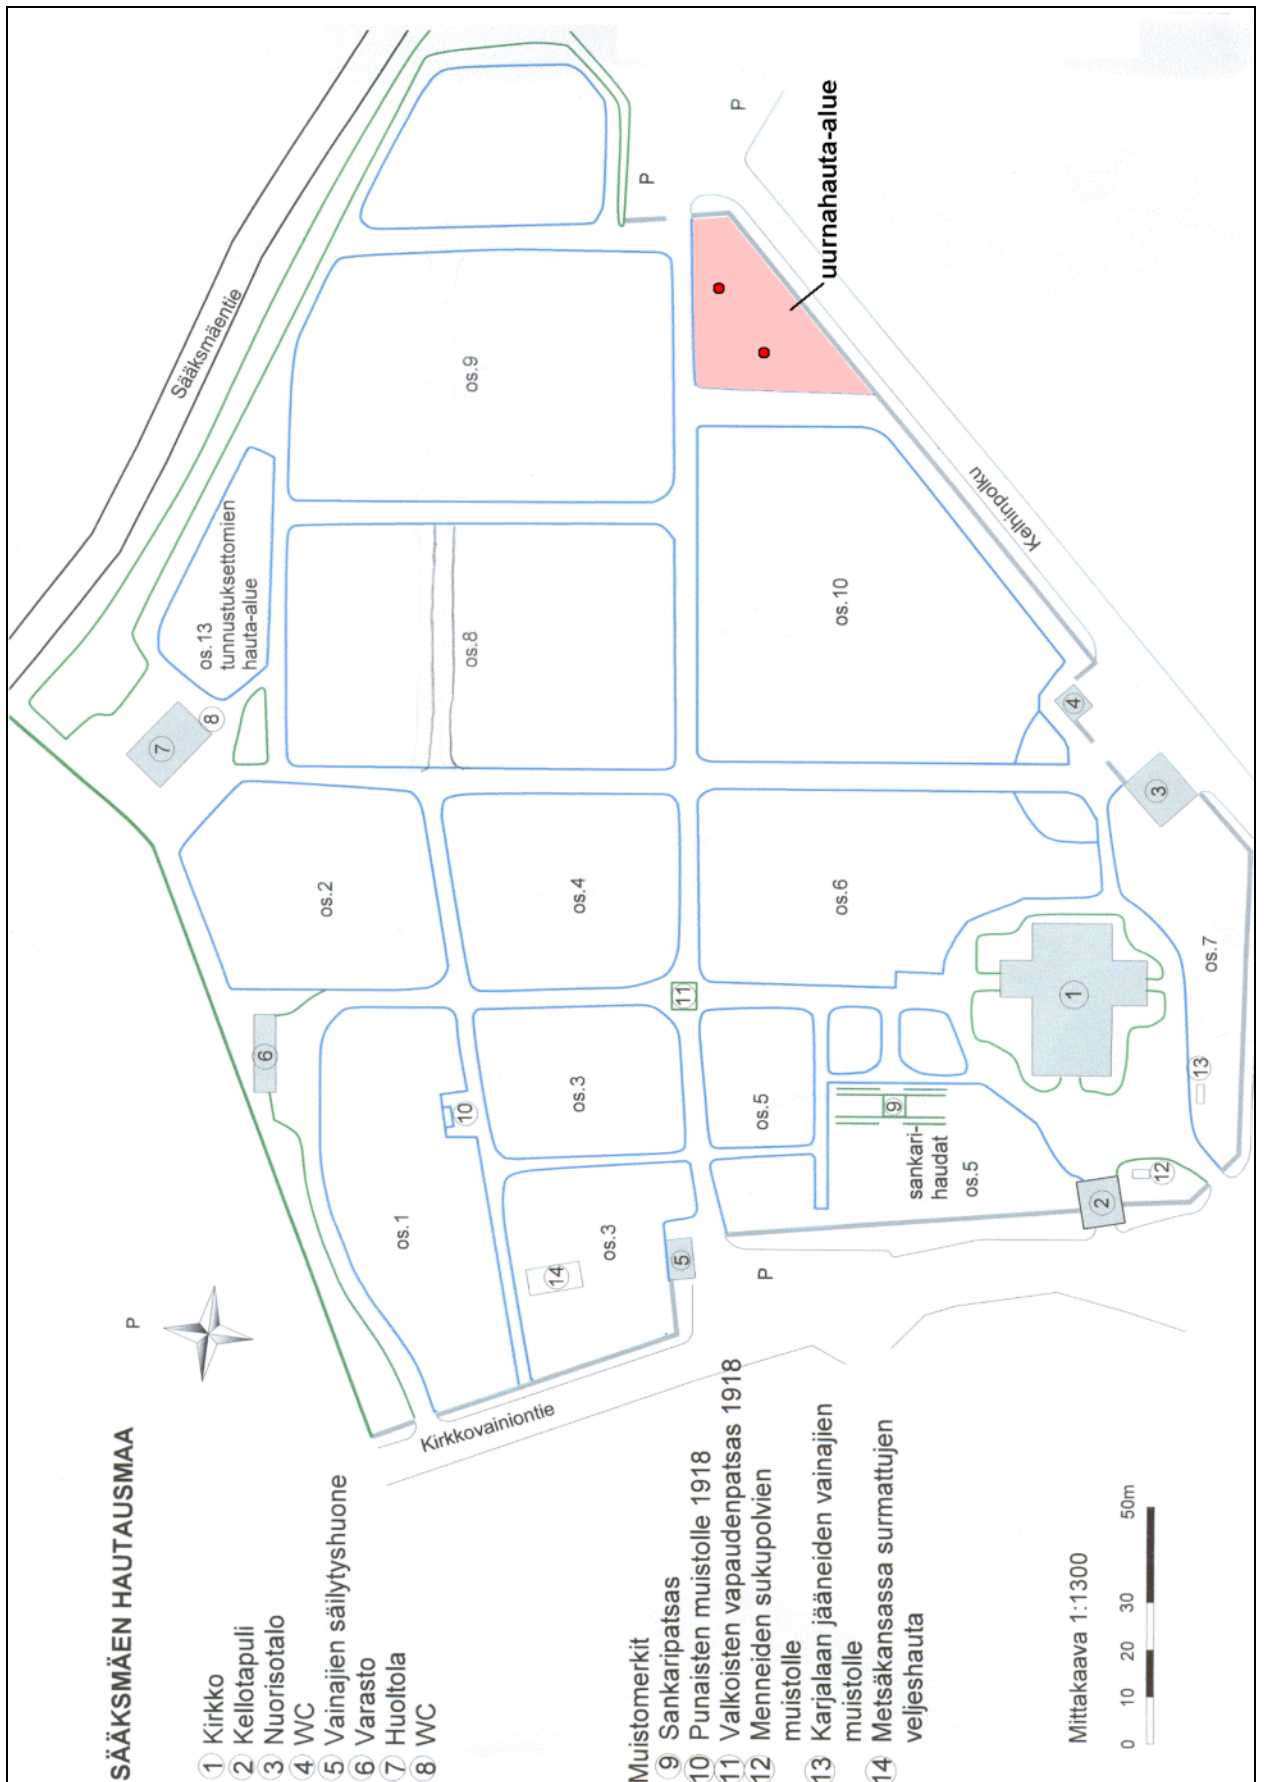 SÄÄKSMÄEN HAUTAUSMAA
1 Kirkko
2 Kellotapuli
3 Nuorisotalo
4 WC
5 Vainajien säilytyshuone
6 Varasto
7 Huoltola
8 WC
Muistomerkit
9 Sankaripatsas
10 Punaisten muistolle 1918
11 Valkoisten vapaudenpatsas 1918
12 Menneiden sukupolvien
muistolle
13 Karjalaan jääneiden vainajien
muistolle
14 Metsäkansassa surmattujen
veljeshauta
Mittakaava 1:1300
0 10 20 30 50m
P
Kirkkovainiontie
P
os.1
os.3
14
5
10
os.3
6
os.5
sankari-
haudat
os.5
9
2
12
13
1
os.7
11
os.2
os.4
os.6
3
4
7
8
os.13
tunnustuksettomien
hauta-alue
os.8
os.10
os.9
Sääksmäentie
Kelhinpolku
uurnahauta-alue
P
P